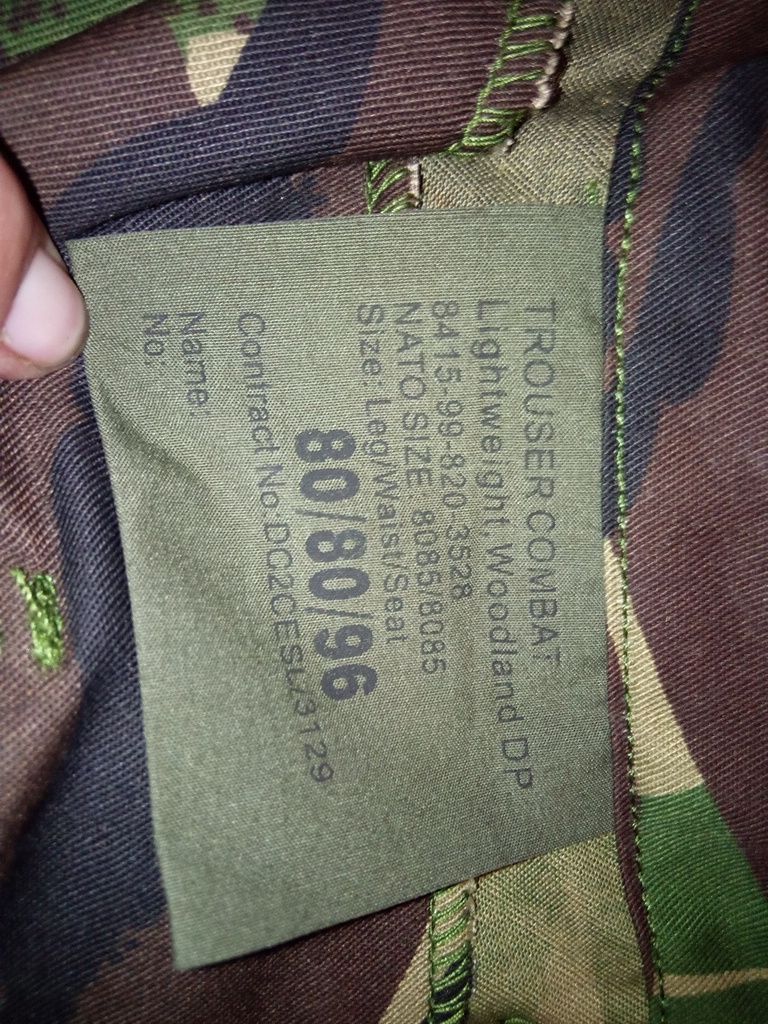 TROUSER COMBAT
Lightweight, Woodland DP
8415-99-820-3528
NATO SIZE 8085/8085
Size: Leg/Waist/Seat
80/80/96
Contract No:DC2CESL/3129
Name:
No: